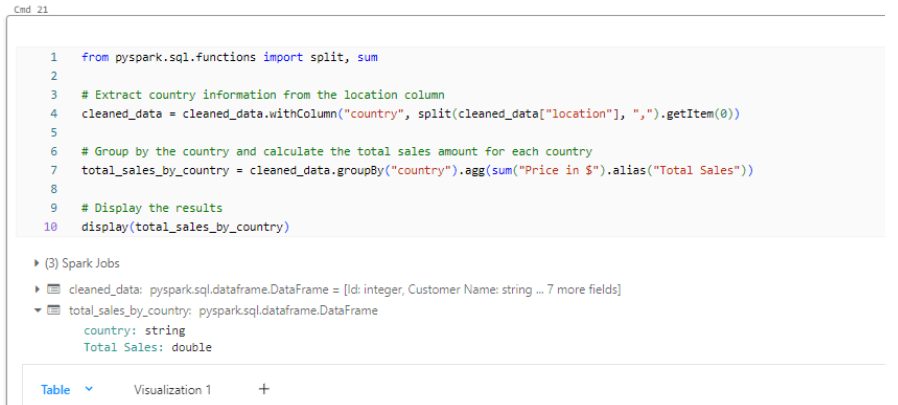 Cmd 21
1 from pyspark.sql.functions import split, sum
2
3 # Extract country information from the location column
4 cleaned_data = cleaned_data.withColumn("country", split(cleaned_data["location"], ",").getItem(0))
5
6 # Group by the country and calculate the total sales amount for each country
7 total_sales_by_country = cleaned_data.groupBy("country").agg(sum("Price in $").alias("Total Sales"))
8
9 # Display the results
10 display(total_sales_by_country)
(3) Spark Jobs
cleaned_data: pyspark.sql.dataframe.DataFrame = [Id: integer, Customer Name: string ... 7 more fields]
total_sales_by_country: pyspark.sql.dataframe.DataFrame
country: string
Total Sales: double
Table Visualization 1 +